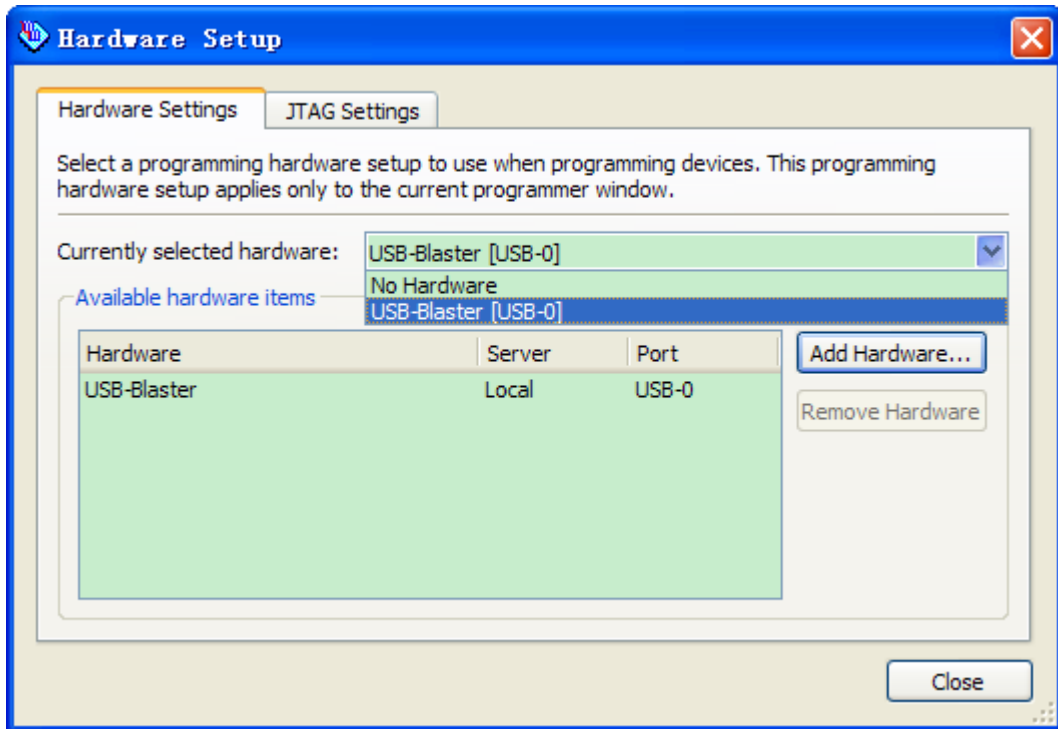 Hardware Setup
Hardware Settings
JTAG Settings
Select a programming hardware setup to use when programming devices. This programming
hardware setup applies only to the current programmer window.
Currently selected hardware:
USB-Blaster [USB-0]
No Hardware
USB-Blaster [USB-0]
Available hardware items
Hardware Server Port
USB-Blaster Local USB-0
Add Hardware...
Remove Hardware
Close